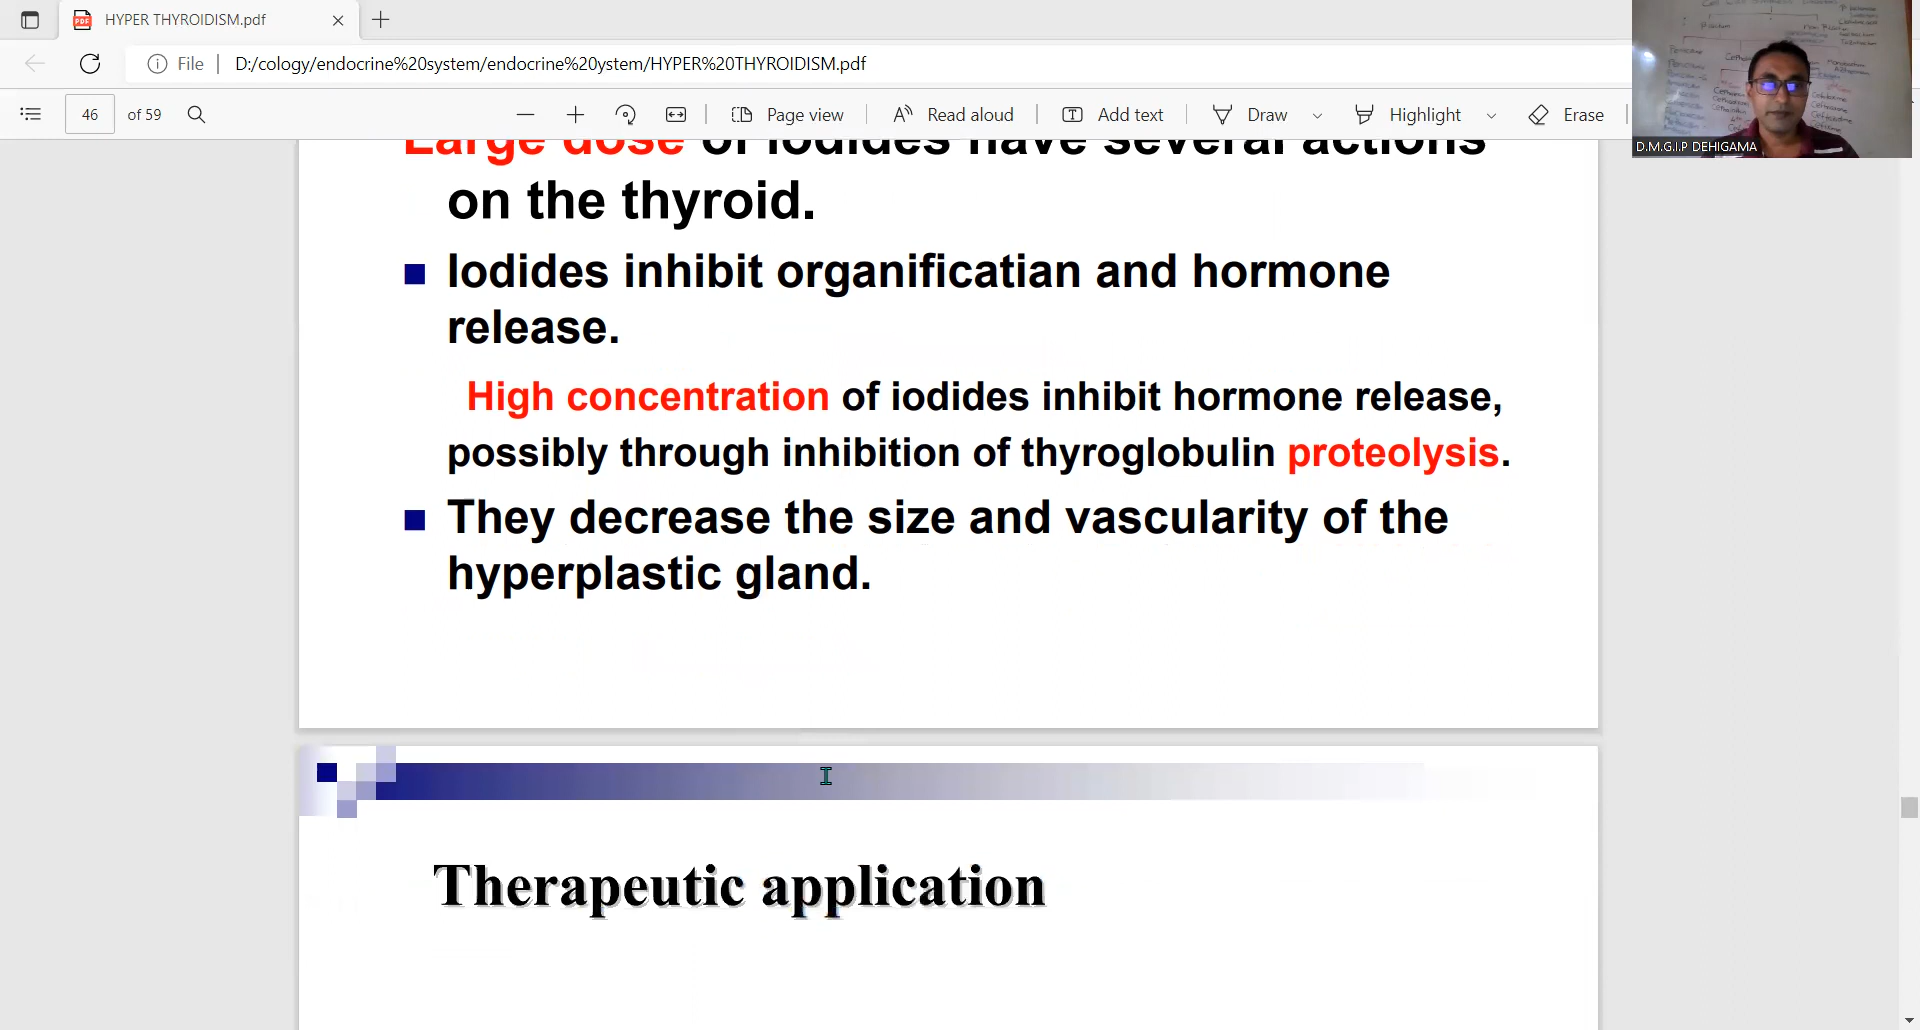 HYPER THYROIDISM.pdf
File
D:/cology/endocrine%20system/endocrine%20ystem/HYPER%20THYROIDISM.pdf
46 of 59
Page view
Read aloud
Add text
Draw
Highlight
Erase
D.M.G.I.P DEHIGAMA
Large dose of iodides have several actions
on the thyroid.
Iodides inhibit organificatian and hormone
release.
High concentration of iodides inhibit hormone release,
possibly through inhibition of thyroglobulin proteolysis.
They decrease the size and vascularity of the
hyperplastic gland.
Therapeutic application